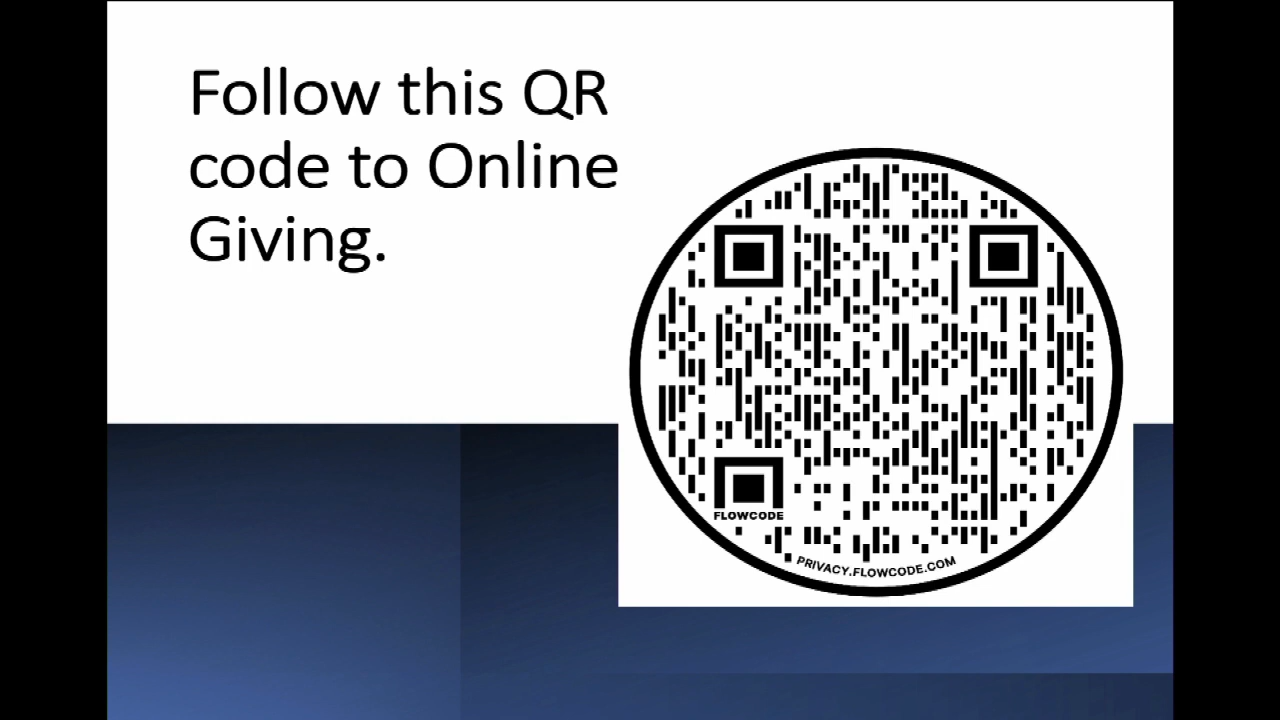 Follow this QR
code to Online
Giving.
FLOWCODE
PRIVACY.FLOWCODE.COM